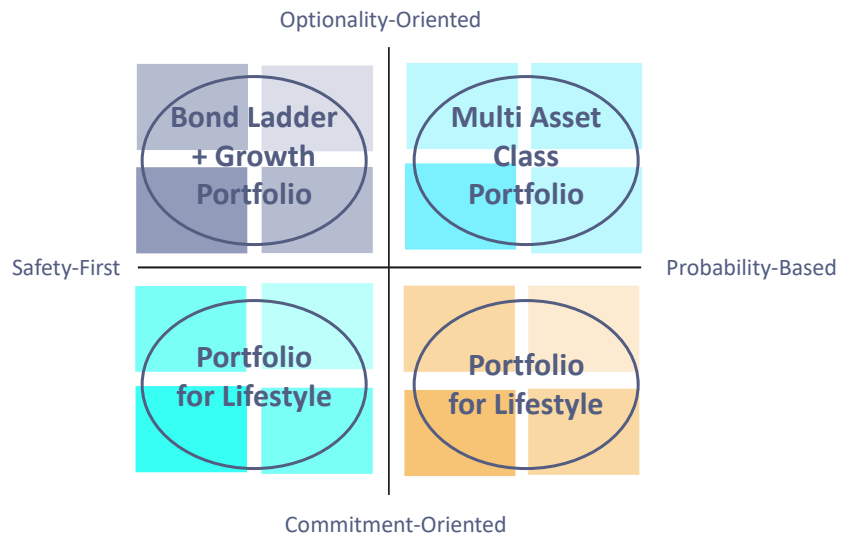 Optionality-Oriented
Bond Ladder
+ Growth
Portfolio
Multi Asset
Class
Portfolio
Safety-First
Probability-Based
Portfolio
for Lifestyle
Portfolio
for Lifestyle
Commitment-Oriented